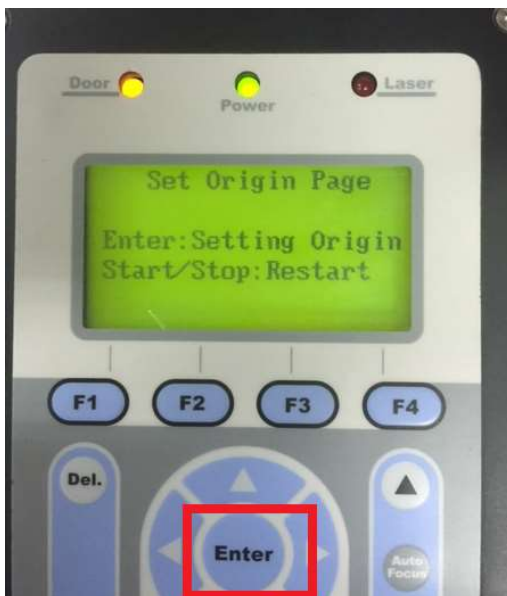 Door
Power
Laser
Set Origin Page
Enter:Setting Origin
Start/Stop:Restart
F1
F2
F3
F4
Del.
Enter
Auto
Focus